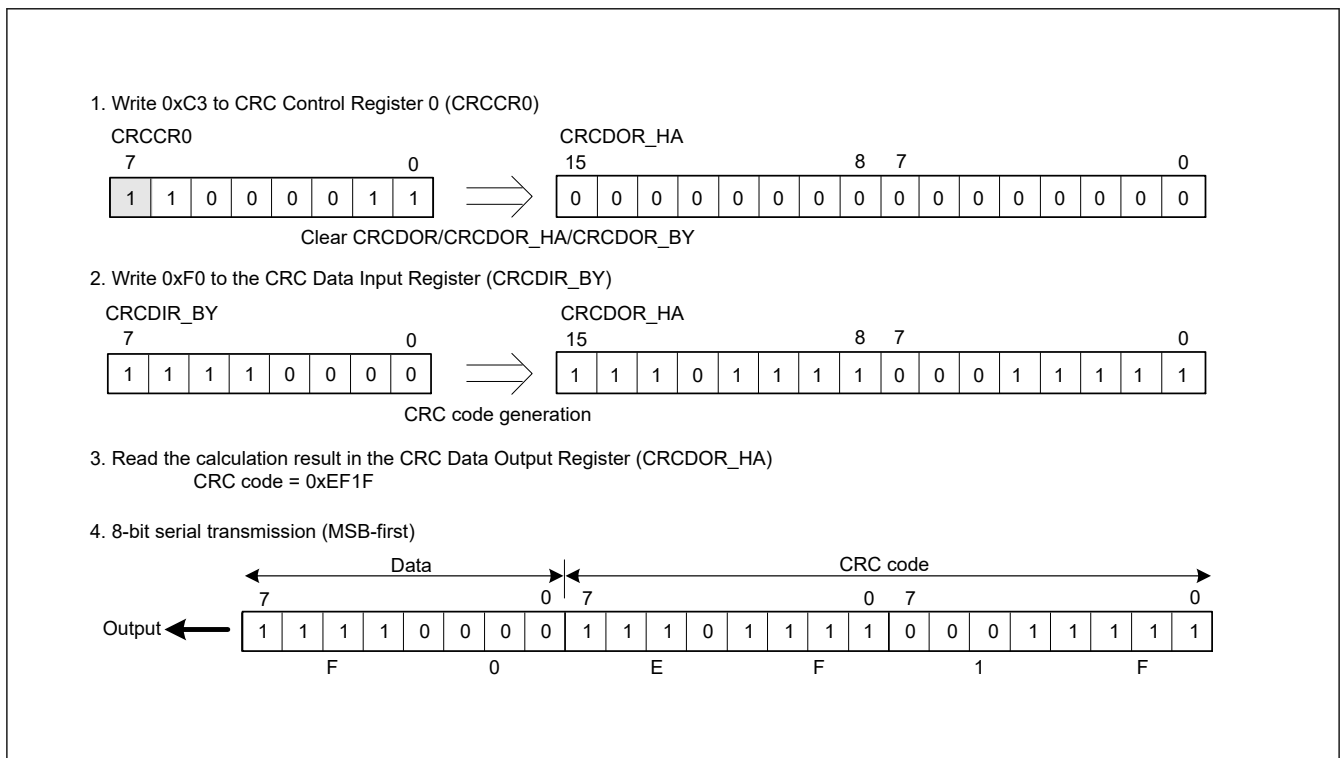 1. Write 0xC3 to CRC Control Register 0 (CRCCR0)
CRCCR0 CRCDOR_HA
7 0 15 8 7 0
1 1 0 0 0 0 1 1 0 0 0 0 0 0 0 0 0 0 0 0 0 0 0 0
Clear CRCDOR/CRCDOR_HA/CRCDOR_BY
2. Write 0xF0 to the CRC Data Input Register (CRCDIR_BY)
CRCDIR_BY CRCDOR_HA
7 0 15 8 7 0
1 1 1 1 0 0 0 0 1 1 1 0 1 1 1 1 0 0 0 1 1 1 1 1
CRC code generation
3. Read the calculation result in the CRC Data Output Register (CRCDOR_HA)
CRC code = 0xEF1F
4. 8-bit serial transmission (MSB-first)
Data CRC code
7 0 7 0 7 0
Output 1 1 1 1 0 0 0 0 1 1 1 0 1 1 1 1 0 0 0 1 1 1 1 1
F 0 E F 1 F